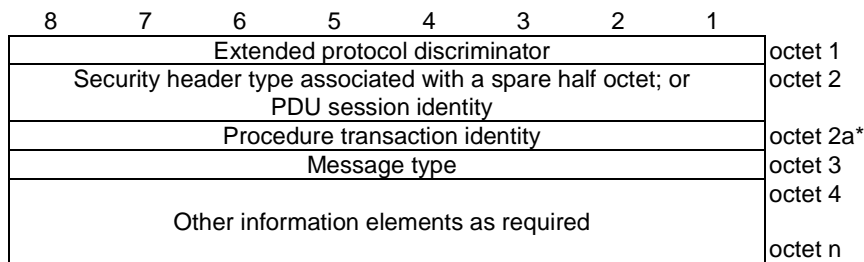 8 7 6 5 4 3 2 1
Extended protocol discriminator octet 1
Security header type associated with a spare half octet; or octet 2
PDU session identity
Procedure transaction identity octet 2a*
Message type octet 3
octet 4
Other information elements as required
octet n